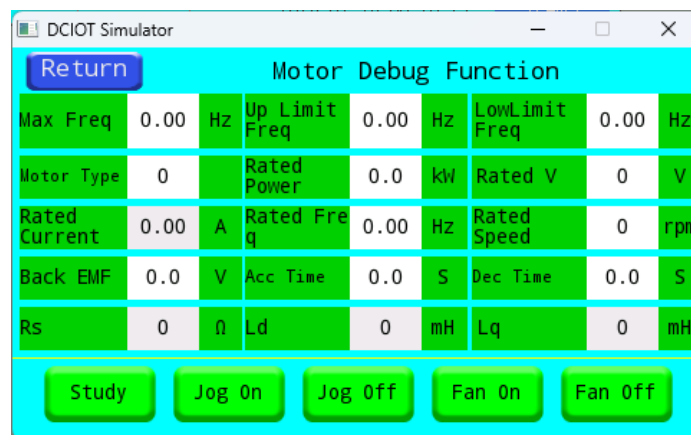 DCIOT Simulator
Return
Motor Debug Function
Max Freq 0.00 Hz Up Limit Freq 0.00 Hz LowLimit Freq 0.00 Hz
Motor Type 0 Rated Power 0.0 kW Rated V 0 V
Rated Current 0.00 A Rated Freq 0.00 Hz Rated Speed 0 rpm
Back EMF 0.0 V Acc Time 0.0 S Dec Time 0.0 S
Rs 0 Ω Ld 0 mH Lq 0 mH
Study Jog On Jog Off Fan On Fan Off